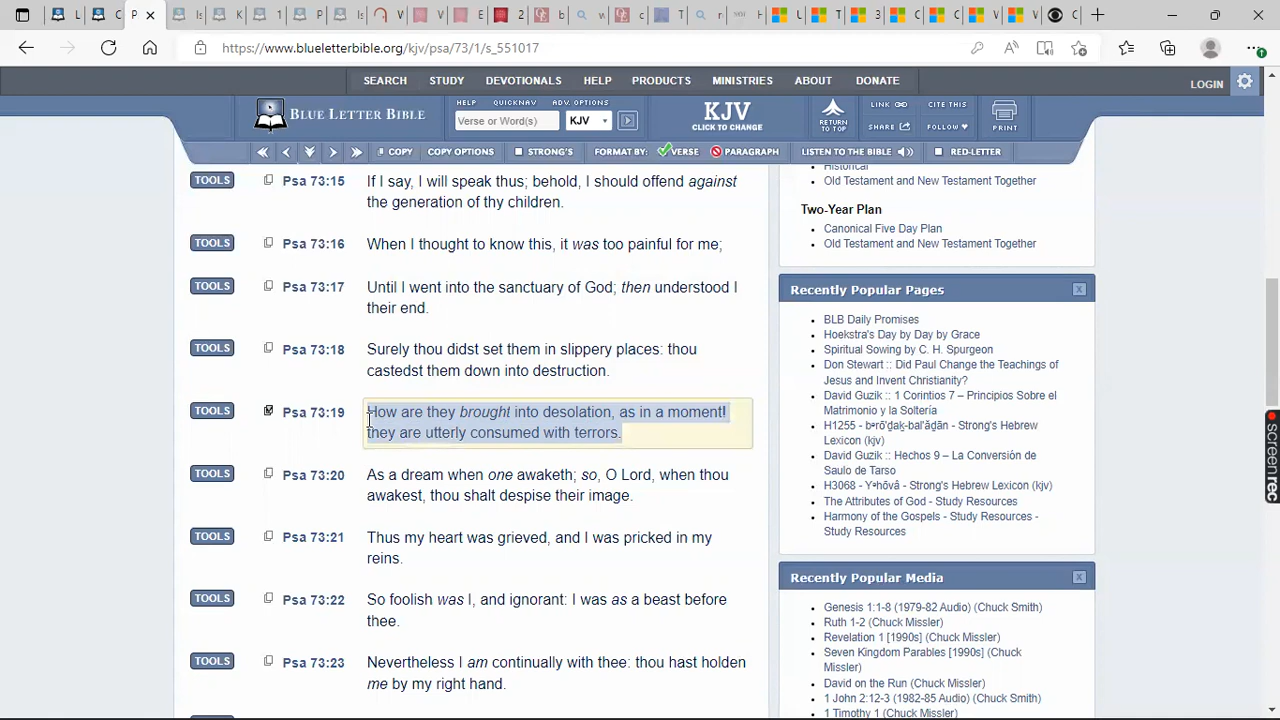 L
P
Is
K
1
P
Is
V
E
2
b
w
c
T
r
HH
L
T
3
C
C
V
V
C
https://www.blueletterbible.org/kjv/psa/73/1/s_551017
SEARCH STUDY DEVOTIONALS HELP PRODUCTS MINISTRIES ABOUT DONATE
LOGIN
BLUE LETTER BIBLE
HELP QUICKNAV ADV. OPTIONS
Verse or Word(s) KJV
KJV
CLICK TO CHANGE
RETURN
TO TOP
LINK CITE THIS
SHARE FOLLOW
PRINT
COPY COPY OPTIONS STRONG'S FORMAT BY: VERSE PARAGRAPH LISTEN TO THE BIBLE RED-LETTER
TOOLS Psa 73:15 If I say, I will speak thus; behold, I should offend against
the generation of thy children.
TOOLS Psa 73:16 When I thought to know this, it was too painful for me;
TOOLS Psa 73:17 Until I went into the sanctuary of God; then understood I
their end.
TOOLS Psa 73:18 Surely thou didst set them in slippery places: thou
castedst them down into destruction.
TOOLS Psa 73:19 How are they brought into desolation, as in a moment!
they are utterly consumed with terrors.
TOOLS Psa 73:20 As a dream when one awaketh; so, O Lord, when thou
awakest, thou shalt despise their image.
TOOLS Psa 73:21 Thus my heart was grieved, and I was pricked in my
reins.
TOOLS Psa 73:22 So foolish was I, and ignorant: I was as a beast before
thee.
TOOLS Psa 73:23 Nevertheless I am continually with thee: thou hast holden
me by my right hand.
Historical
Old Testament and New Testament Together
Two-Year Plan
Canonical Five Day Plan
Old Testament and New Testament Together
Recently Popular Pages
BLB Daily Promises
Hoekstra's Day by Day by Grace
Spiritual Sowing by C. H. Spurgeon
Don Stewart :: Did Paul Change the Teachings of
Jesus and Invent Christianity?
David Guzik :: 1 Corintios 7 – Principios Sobre el
Matrimonio y la Soltería
H1255 - bᵊrō'ḏaḵ-bal'ăḏān - Strong's Hebrew
Lexicon (kjv)
David Guzik :: Hechos 9 – La Conversión de
Saulo de Tarso
H3068 - Yᵊhōvâ - Strong's Hebrew Lexicon (kjv)
The Attributes of God - Study Resources
Harmony of the Gospels - Study Resources -
Study Resources
Recently Popular Media
Genesis 1:1-8 (1979-82 Audio) (Chuck Smith)
Ruth 1-2 (Chuck Missler)
Revelation 1 [1990s] (Chuck Missler)
Seven Kingdom Parables [1990s] (Chuck
Missler)
David on the Run (Chuck Missler)
1 John 2:12-3 (1982-85 Audio) (Chuck Smith)
1 Timothy 1 (Chuck Missler)
screenrec